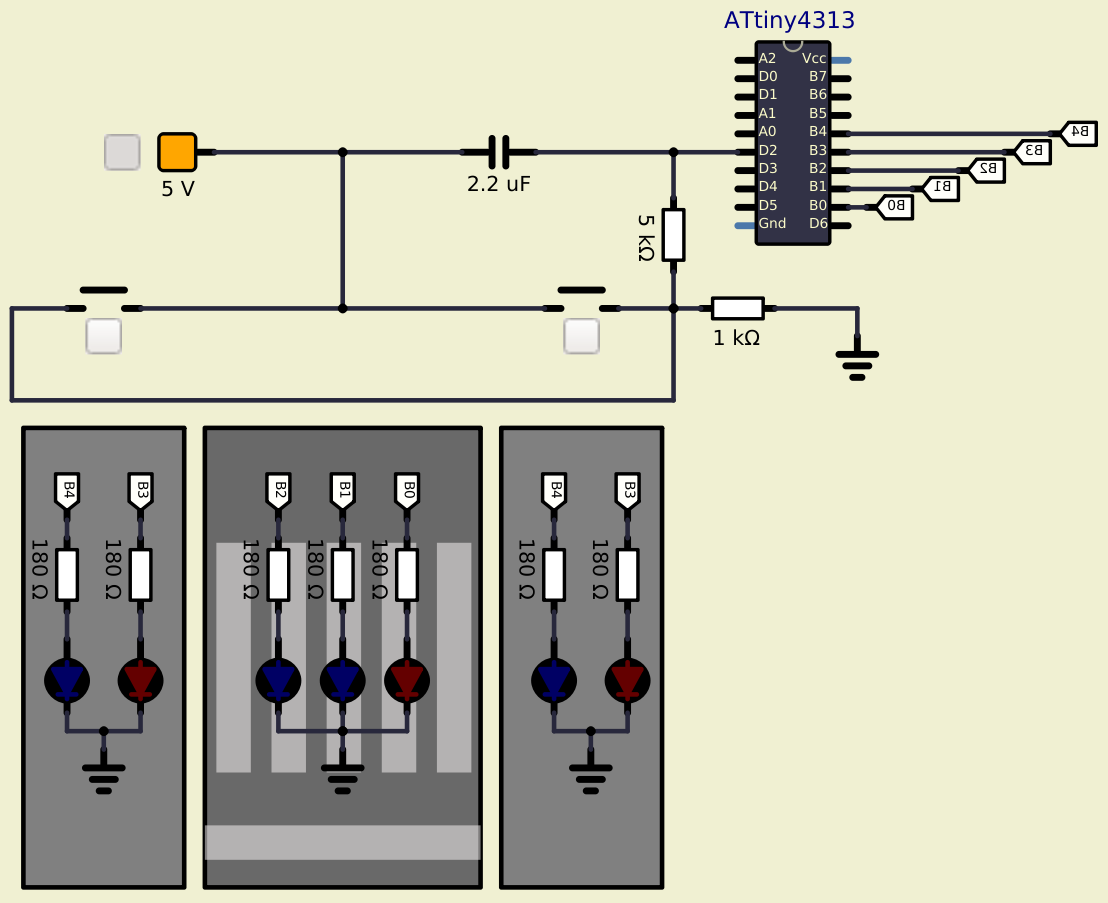 ATtiny4313
A2 Vcc
D0 B7
D1 B6
A1 B5
A0 B4
D2 B3
D3 B2
D4 B1
D5 B0
Gnd D6
B4
B3
B2
B1
B0
5 V
2.2 uF
5 kΩ
1 kΩ
B4 B3 B2 B1 B0 B4 B3
180 Ω 180 Ω 180 Ω 180 Ω 180 Ω 180 Ω 180 Ω